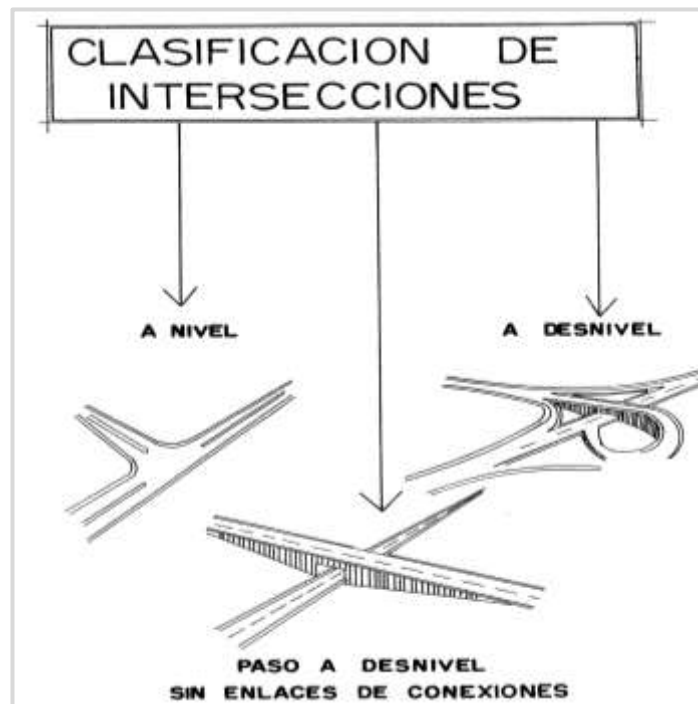 CLASIFICACION DE
INTERSECCIONES
A NIVEL
A DESNIVEL
PASO A DESNIVEL
SIN ENLACES DE CONEXIONES